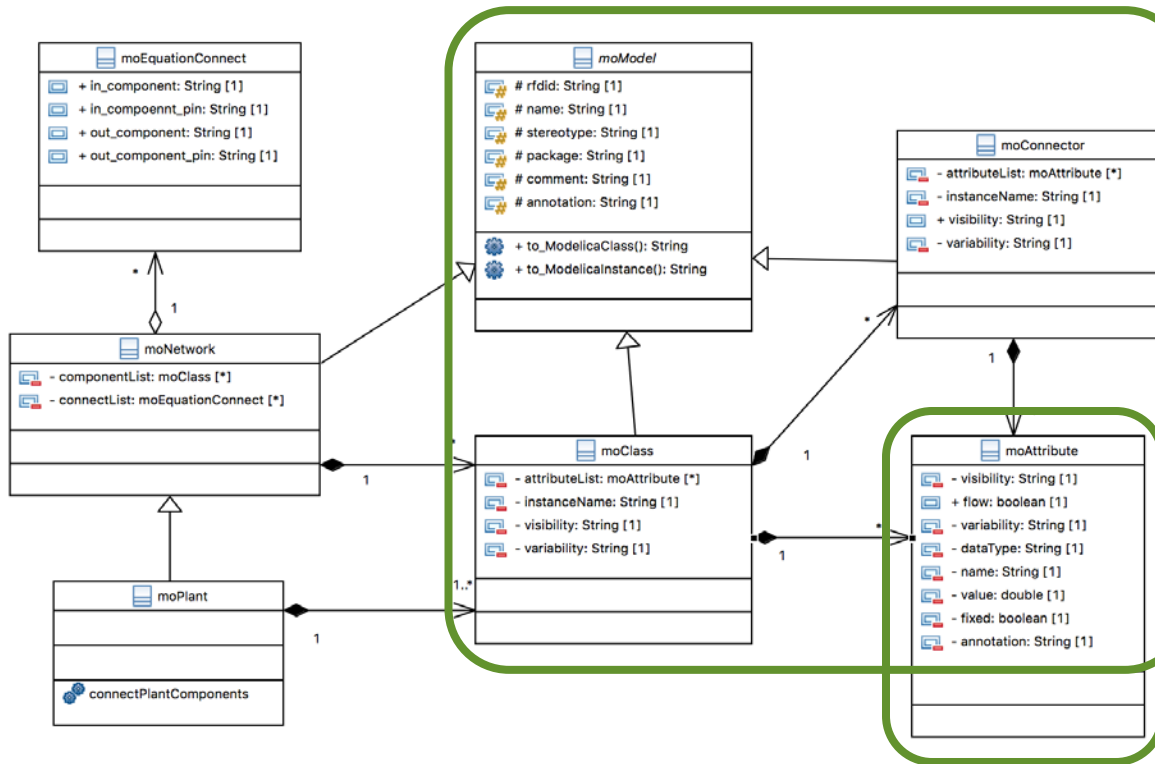 moEquationConnect
+ in_component: String [1]
+ in_compoennt_pin: String [1]
+ out_component: String [1]
+ out_component_pin: String [1]
*
1
moNetwork
- componentList: moClass [*]
- connectList: moEquationConnect [*]
1
*
moPlant
connectPlantComponents
1
1..*
moModel
# rfdid: String [1]
# name: String [1]
# stereotype: String [1]
# package: String [1]
# comment: String [1]
# annotation: String [1]
+ to_ModelicaClass(): String
+ to_ModelicaInstance(): String
moClass
- attributeList: moAttribute [*]
- instanceName: String [1]
- visibility: String [1]
- variability: String [1]
1
*
1
*
moConnector
- attributeList: moAttribute [*]
- instanceName: String [1]
+ visibility: String [1]
- variability: String [1]
1
moAttribute
- visibility: String [1]
+ flow: boolean [1]
- variability: String [1]
- dataType: String [1]
- name: String [1]
- value: double [1]
- fixed: boolean [1]
- annotation: String [1]